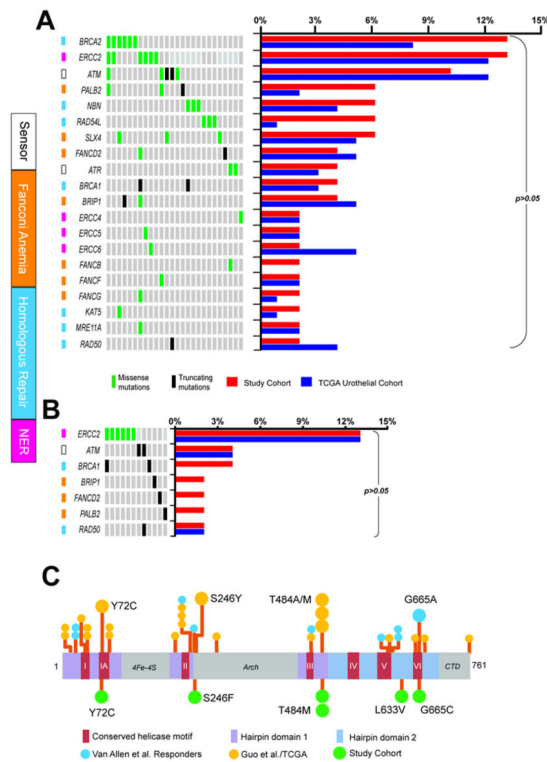 A
0% 3% 6% 9% 12% 15%
BRCA2
ERCC2
ATM
PALB2
NBN
RAD54L
SLX4
FANCD2
ATR
BRCA1
BRIP1
ERCC4
ERCC5
ERCC6
FANCB
FANCF
FANCG
KAT5
MRE11A
RAD50
p>0.05
Sensor
Fanconi Anemia
Homologous Repair
NER
Missense mutations
Truncating mutations
Study Cohort
TCGA Urothelial Cohort
B
0% 3% 6% 9% 12% 15%
ERCC2
ATM
BRCA1
BRIP1
FANCD2
PALB2
RAD50
p>0.05
C
Y72C
S246Y
T484A/M
G665A
1
I
IA
4Fe-4S
II
Arch
III
IV
V
VI
CTD
761
Y72C
S246F
T484M
L633V
G665C
Conserved helicase motif
Hairpin domain 1
Hairpin domain 2
Van Allen et al. Responders
Guo et al./TCGA
Study Cohort